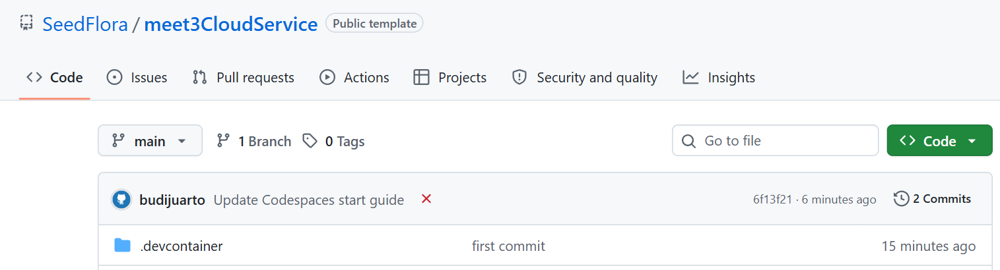 SeedFlora / meet3CloudService Public template
Code Issues Pull requests Actions Projects Security and quality Insights
main 1 Branch 0 Tags Go to file Code
budijuarto Update Codespaces start guide 6f13f21 · 6 minutes ago 2 Commits
.devcontainer first commit 15 minutes ago